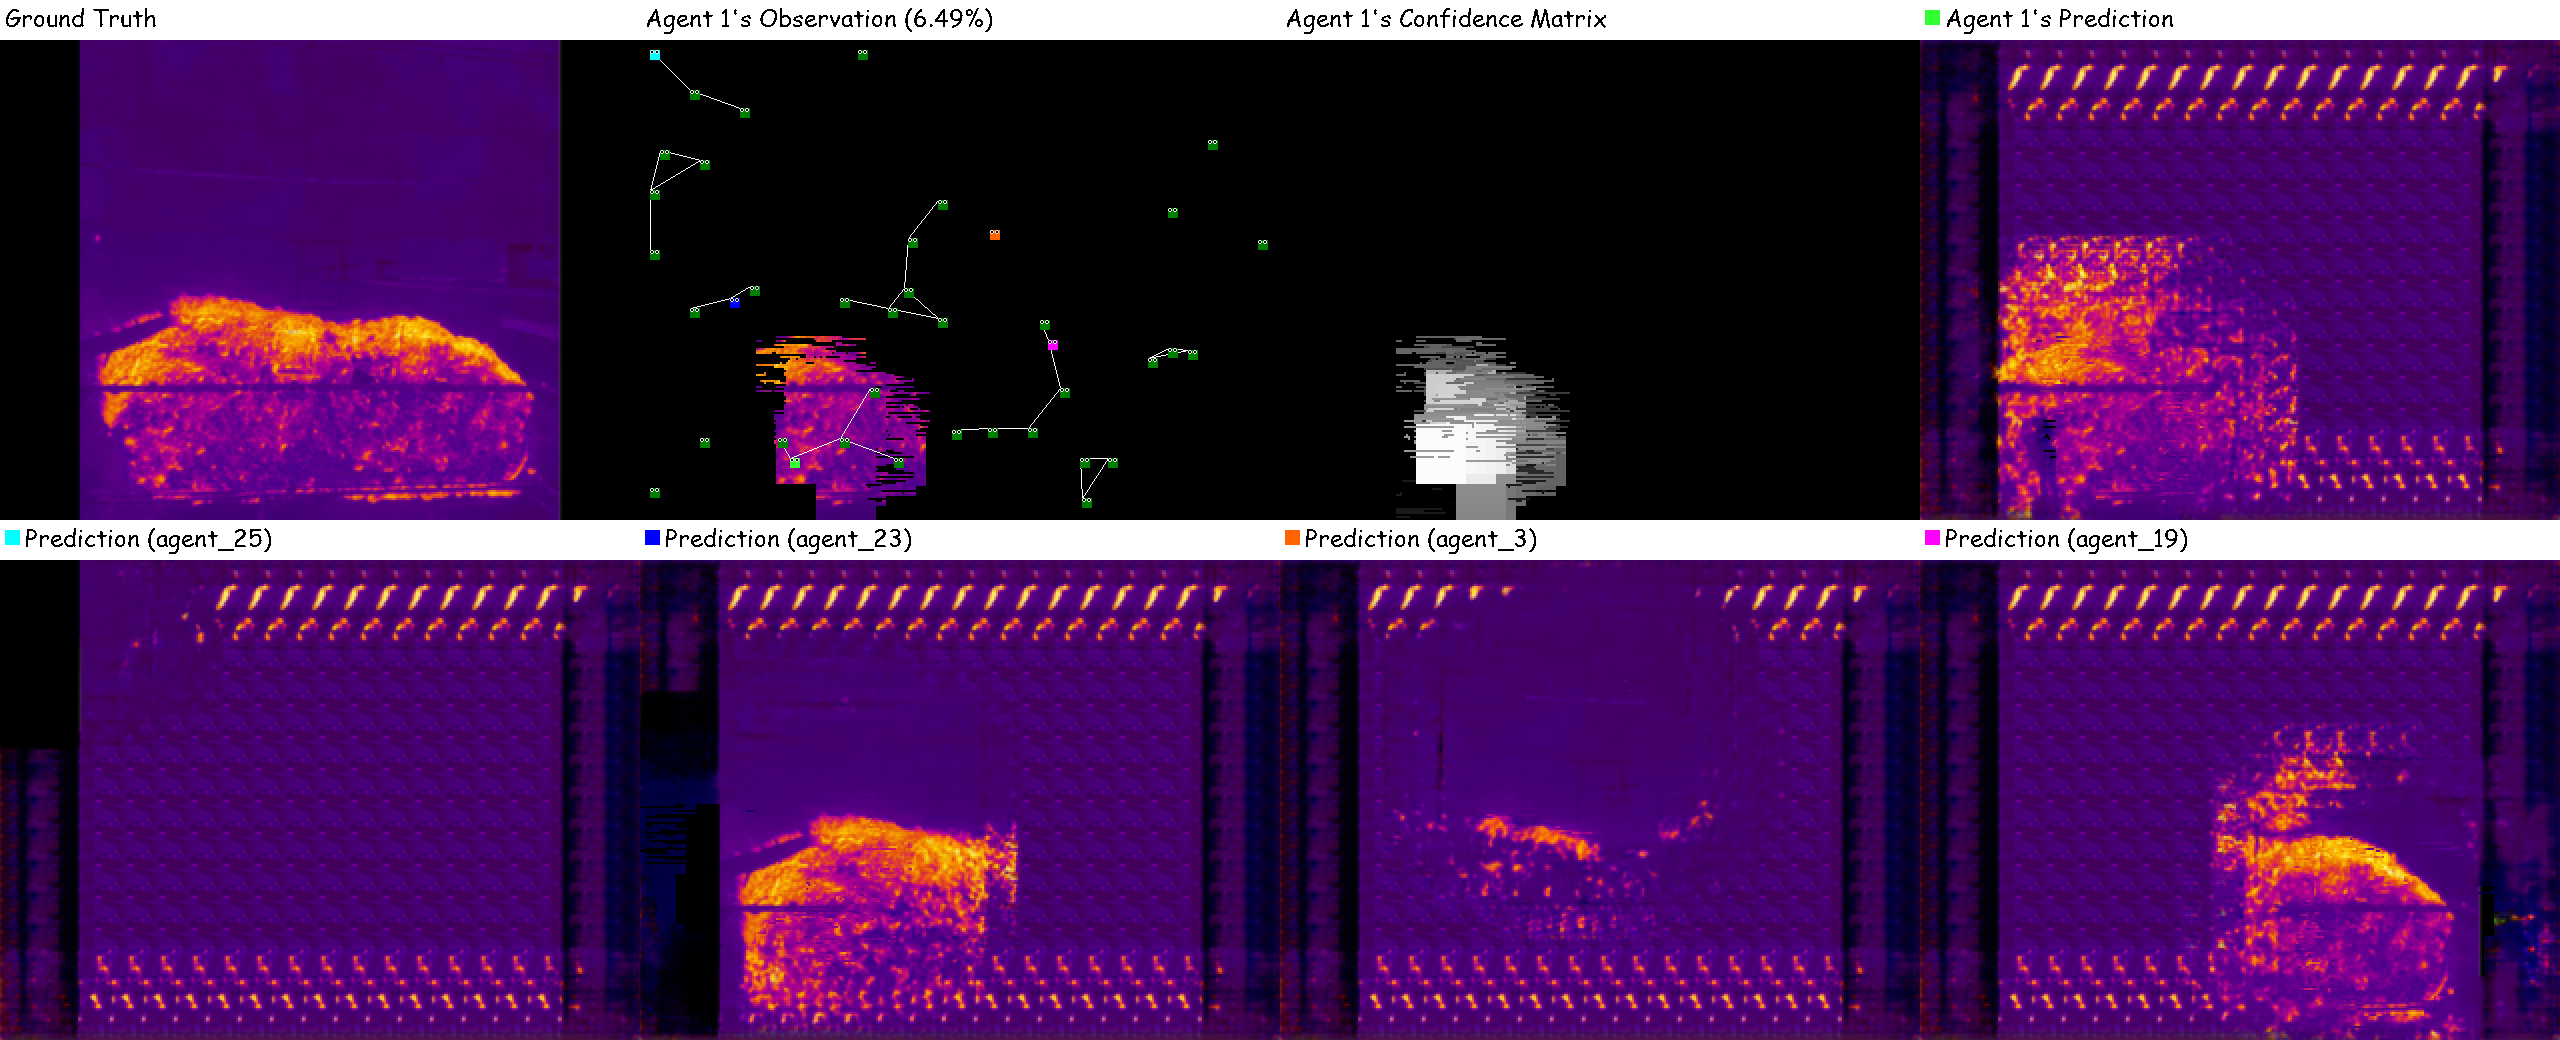 Ground Truth
Agent 1's Observation (6.49%)
Agent 1's Confidence Matrix
Agent 1's Prediction
Prediction (agent_25)
Prediction (agent_23)
Prediction (agent_3)
Prediction (agent_19)